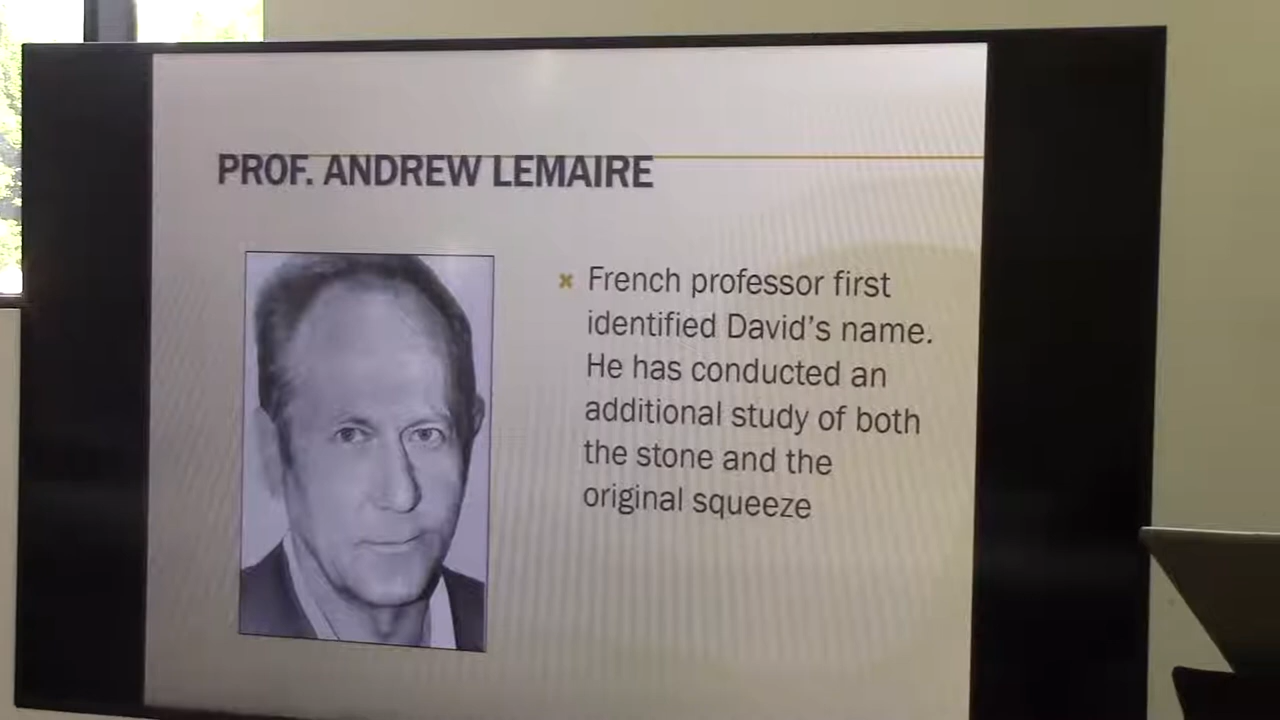 PROF. ANDREW LEMAIRE
French professor first
identified David's name.
He has conducted an
additional study of both
the stone and the
original squeeze